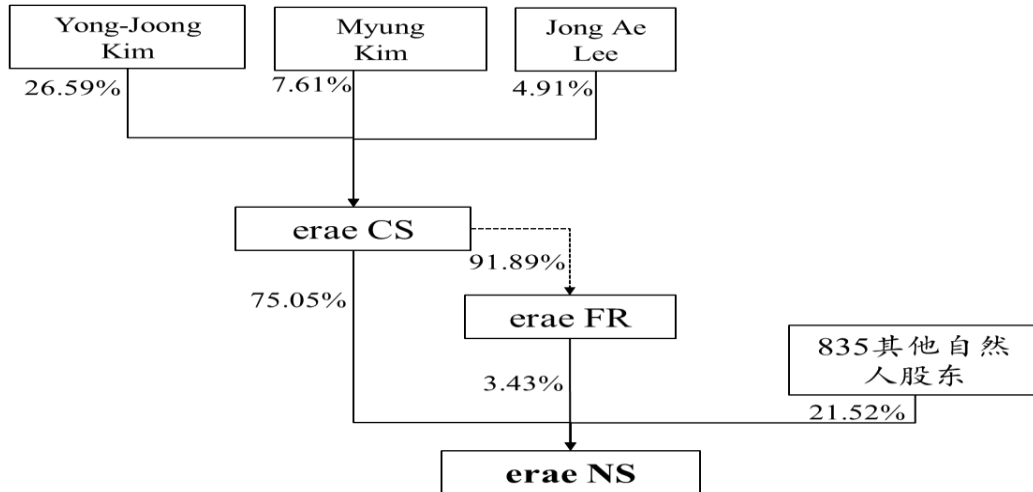 Yong-Joong
Kim
Myung
Kim
Jong Ae
Lee
26.59%
7.61%
4.91%
erae CS
91.89%
75.05%
erae FR
835其他自然
人股东
3.43%
21.52%
erae NS